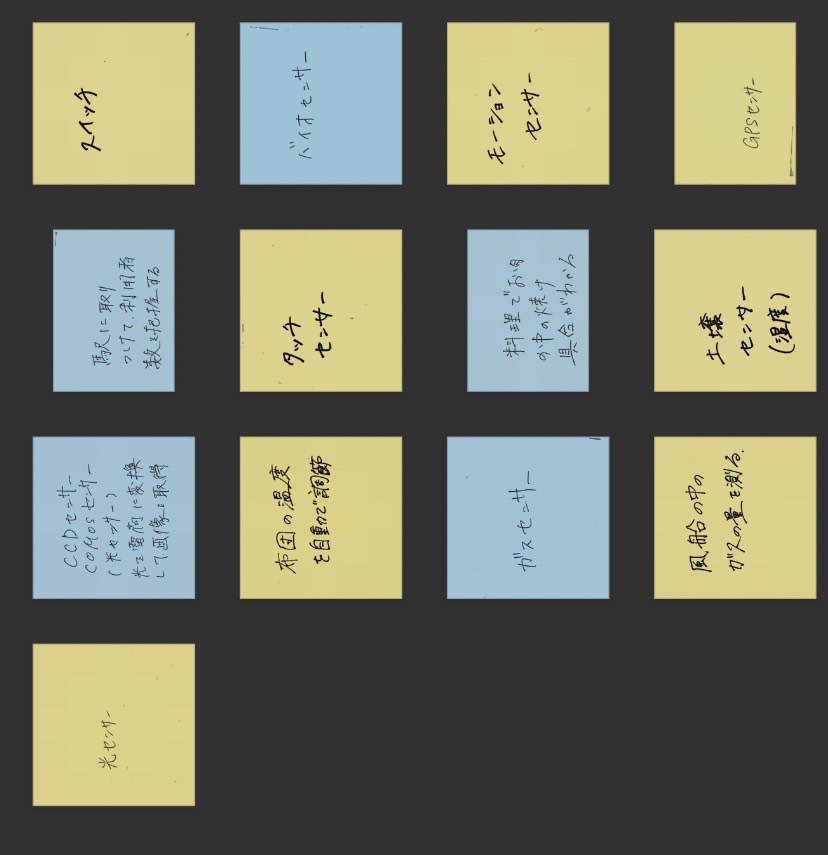 光センサー
CCDセンサー
COMOSセンサー
(光センサー)
光を電荷に変換
して画像を取得
駅に取り
つけて、利用者
数を把握する
スイッチ
布団の温度
を自動で調節
タッチ
センサー
バイオセンサー
ガスセンサー
料理でお肉
の中の焼け
具合がわかる
モーション
センサー
風船の中の
ガスの量を測る.
土壌
センサー
(湿度)
GPSセンサー